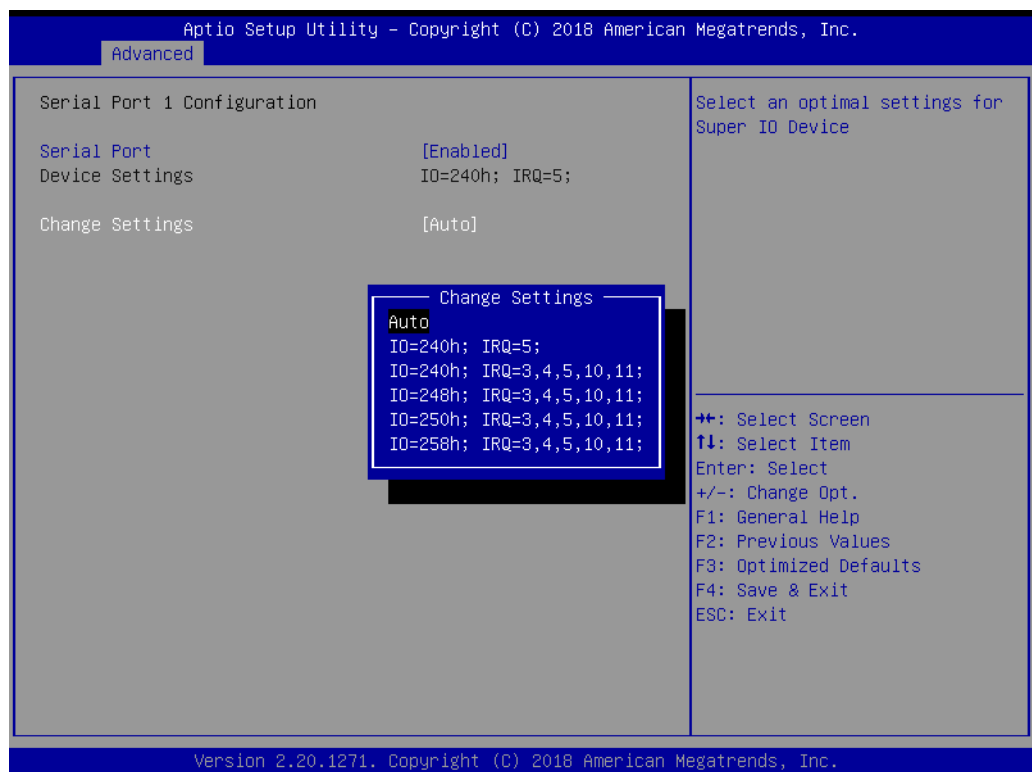 Aptio Setup Utility – Copyright (C) 2018 American Megatrends, Inc.
Advanced
Serial Port 1 Configuration
Serial Port [Enabled]
Device Settings IO=240h; IRQ=5;
Change Settings [Auto]
Select an optimal settings for
Super IO Device
Change Settings
Auto
IO=240h; IRQ=5;
IO=240h; IRQ=3,4,5,10,11;
IO=248h; IRQ=3,4,5,10,11;
IO=250h; IRQ=3,4,5,10,11;
IO=258h; IRQ=3,4,5,10,11;
→←: Select Screen
↑↓: Select Item
Enter: Select
+/-: Change Opt.
F1: General Help
F2: Previous Values
F3: Optimized Defaults
F4: Save & Exit
ESC: Exit
Version 2.20.1271. Copyright (C) 2018 American Megatrends, Inc.